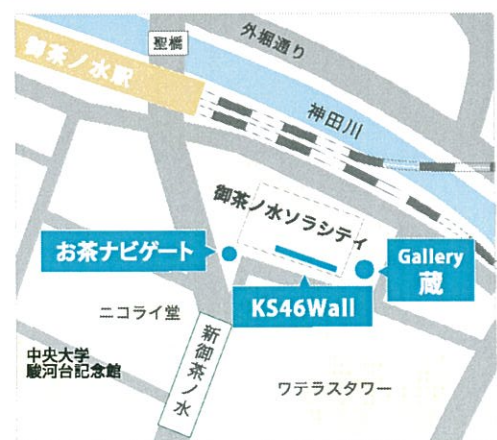 外堀通り
聖橋
御茶ノ水駅
神田川
御茶ノ水ソラシティ
お茶ナビゲート
Gallery
蔵
KS46Wall
ニコライ堂
新御茶ノ水
中央大学
駿河台記念館
ワテラスタワー